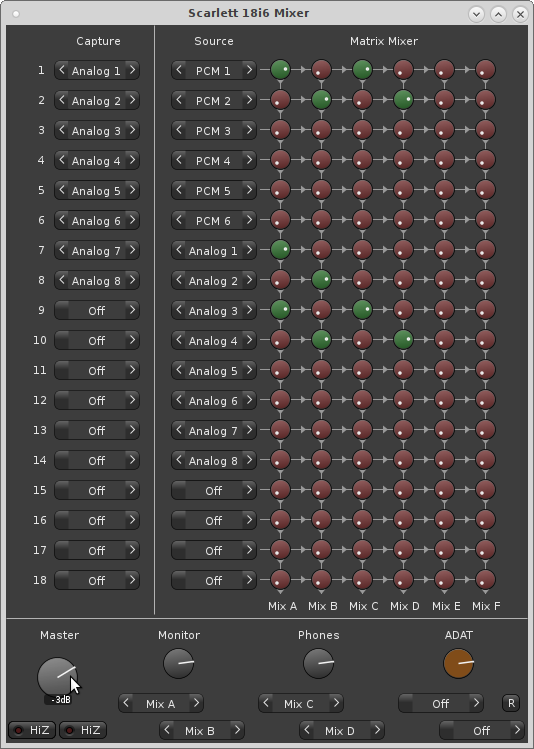 Scarlett 18i6 Mixer
Capture Source Matrix Mixer
1 Analog 1 PCM 1
2 Analog 2 PCM 2
3 Analog 3 PCM 3
4 Analog 4 PCM 4
5 Analog 5 PCM 5
6 Analog 6 PCM 6
7 Analog 7 Analog 1
8 Analog 8 Analog 2
9 Off Analog 3
10 Off Analog 4
11 Off Analog 5
12 Off Analog 6
13 Off Analog 7
14 Off Analog 8
15 Off Off
16 Off Off
17 Off Off
18 Off Off
Mix A Mix B Mix C Mix D Mix E Mix F
Master Monitor Phones ADAT
-3dB
Mix A Mix C Off R
HiZ HiZ Mix B Mix D Off